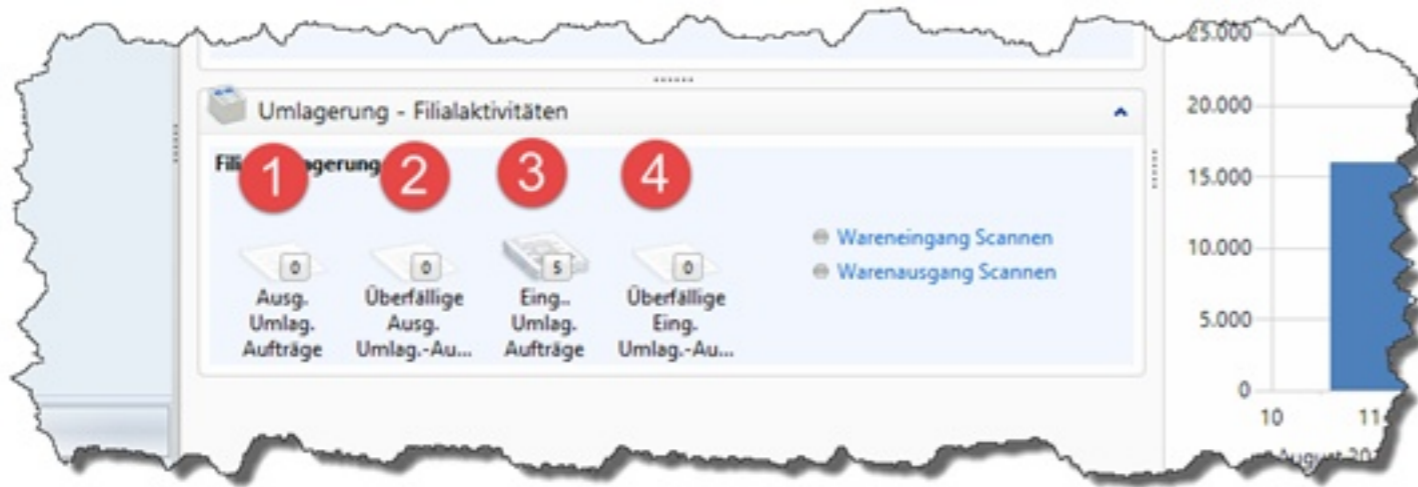 Umlagerung - Filialaktivitäten
1 2 3 4
0 0 5 0
Ausg. Umlag. Aufträge
Überfällige Ausg. Umlag.-Au...
Eing.. Umlag. Aufträge
Überfällige Eing. Umlag.-Au...
Wareneingang Scannen
Warenausgang Scannen
25.000
20.000
15.000
10.000
5.000
0
10 11
August